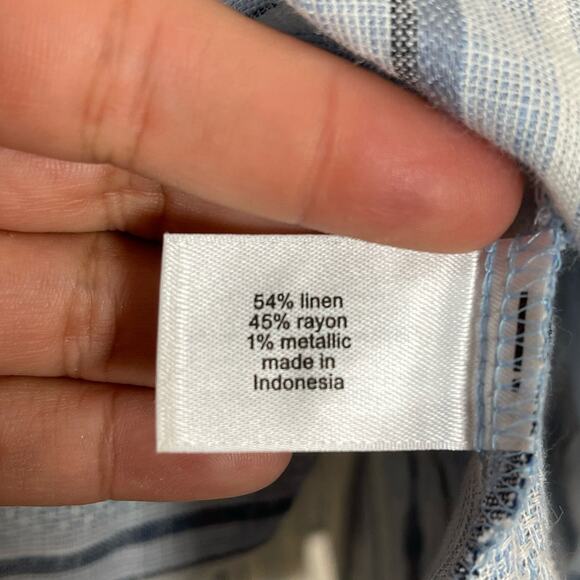 54% linen
45% rayon
1% metallic
made in
Indonesia